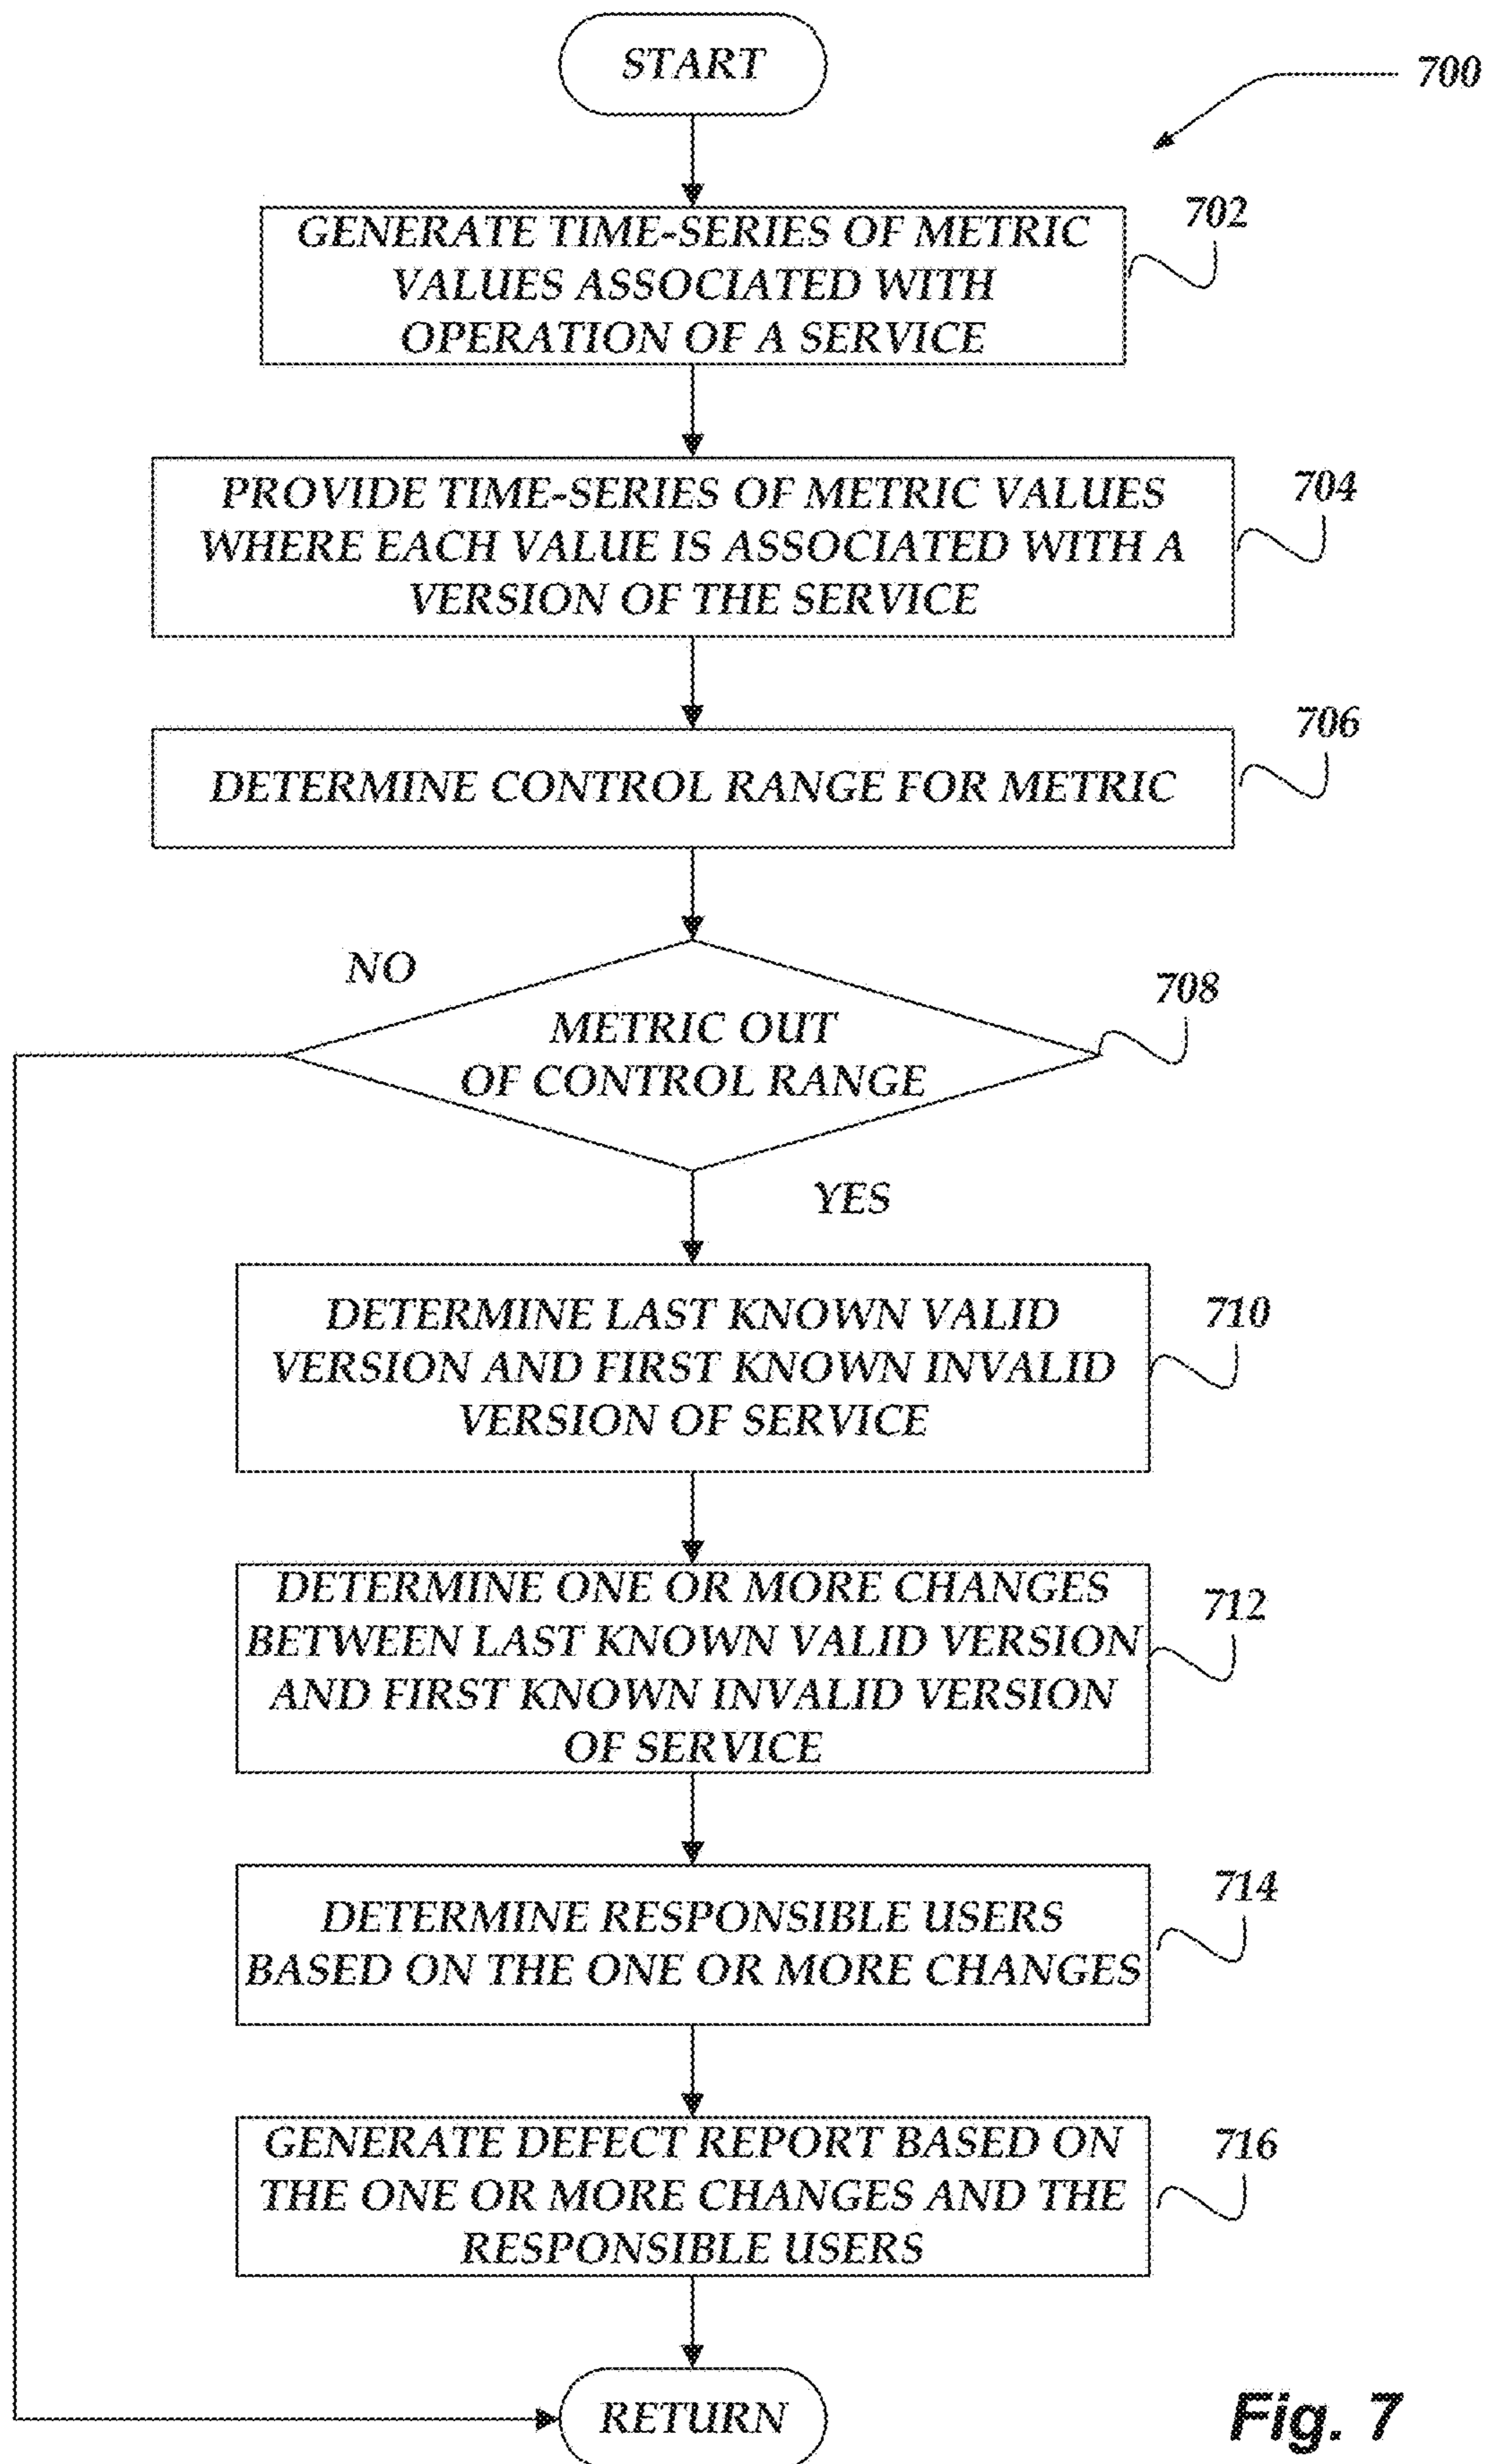 START
700
GENERATE TIME-SERIES OF METRIC
VALUES ASSOCIATED WITH
OPERATION OF A SERVICE
702
PROVIDE TIME-SERIES OF METRIC VALUES
WHERE EACH VALUE IS ASSOCIATED WITH A
VERSION OF THE SERVICE
704
DETERMINE CONTROL RANGE FOR METRIC
706
NO
METRIC OUT
OF CONTROL RANGE
708
YES
DETERMINE LAST KNOWN VALID
VERSION AND FIRST KNOWN INVALID
VERSION OF SERVICE
710
DETERMINE ONE OR MORE CHANGES
BETWEEN LAST KNOWN VALID VERSION
AND FIRST KNOWN INVALID VERSION
OF SERVICE
712
DETERMINE RESPONSIBLE USERS
BASED ON THE ONE OR MORE CHANGES
714
GENERATE DEFECT REPORT BASED ON
THE ONE OR MORE CHANGES AND THE
RESPONSIBLE USERS
716
RETURN
Fig. 7